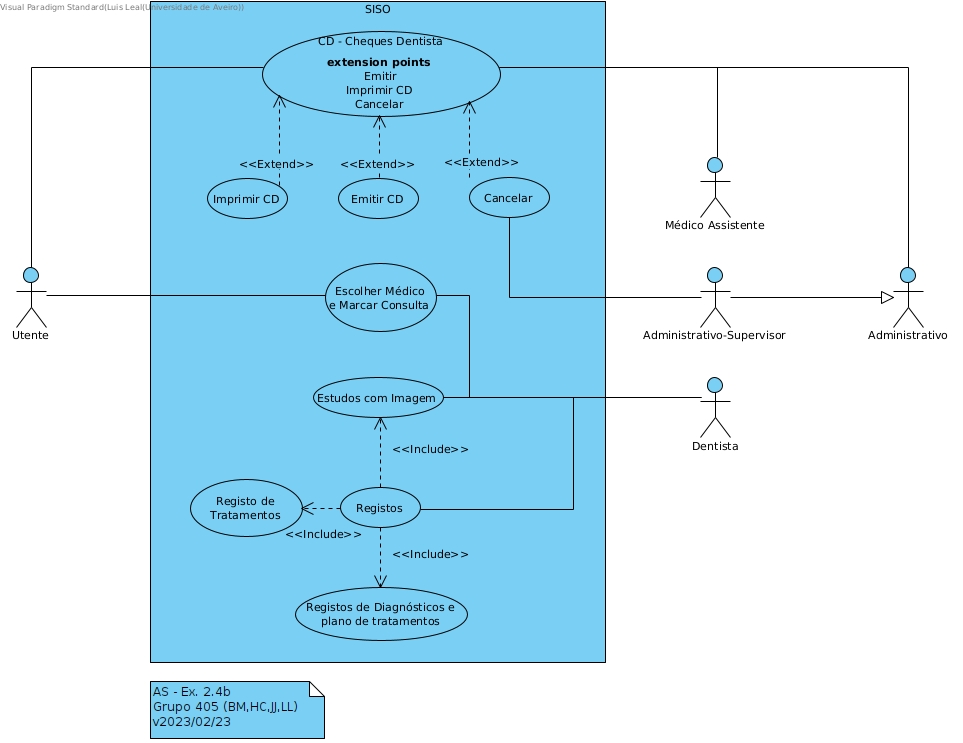 Visual Paradigm Standard(Luis Leal(Universidade de Aveiro))
SISO
CD - Cheques Dentista
extension points
Emitir
Imprimir CD
Cancelar
<<Extend>>
<<Extend>>
<<Extend>>
Imprimir CD
Emitir CD
Cancelar
Médico Assistente
Escolher Médico
e Marcar Consulta
Utente
Administrativo-Supervisor
Administrativo
Estudos com Imagem
Dentista
<<Include>>
Registo de
Tratamentos
Registos
<<Include>>
<<Include>>
Registos de Diagnósticos e
plano de tratamentos
AS - Ex. 2.4b
Grupo 405 (BM,HC,JJ,LL)
v2023/02/23